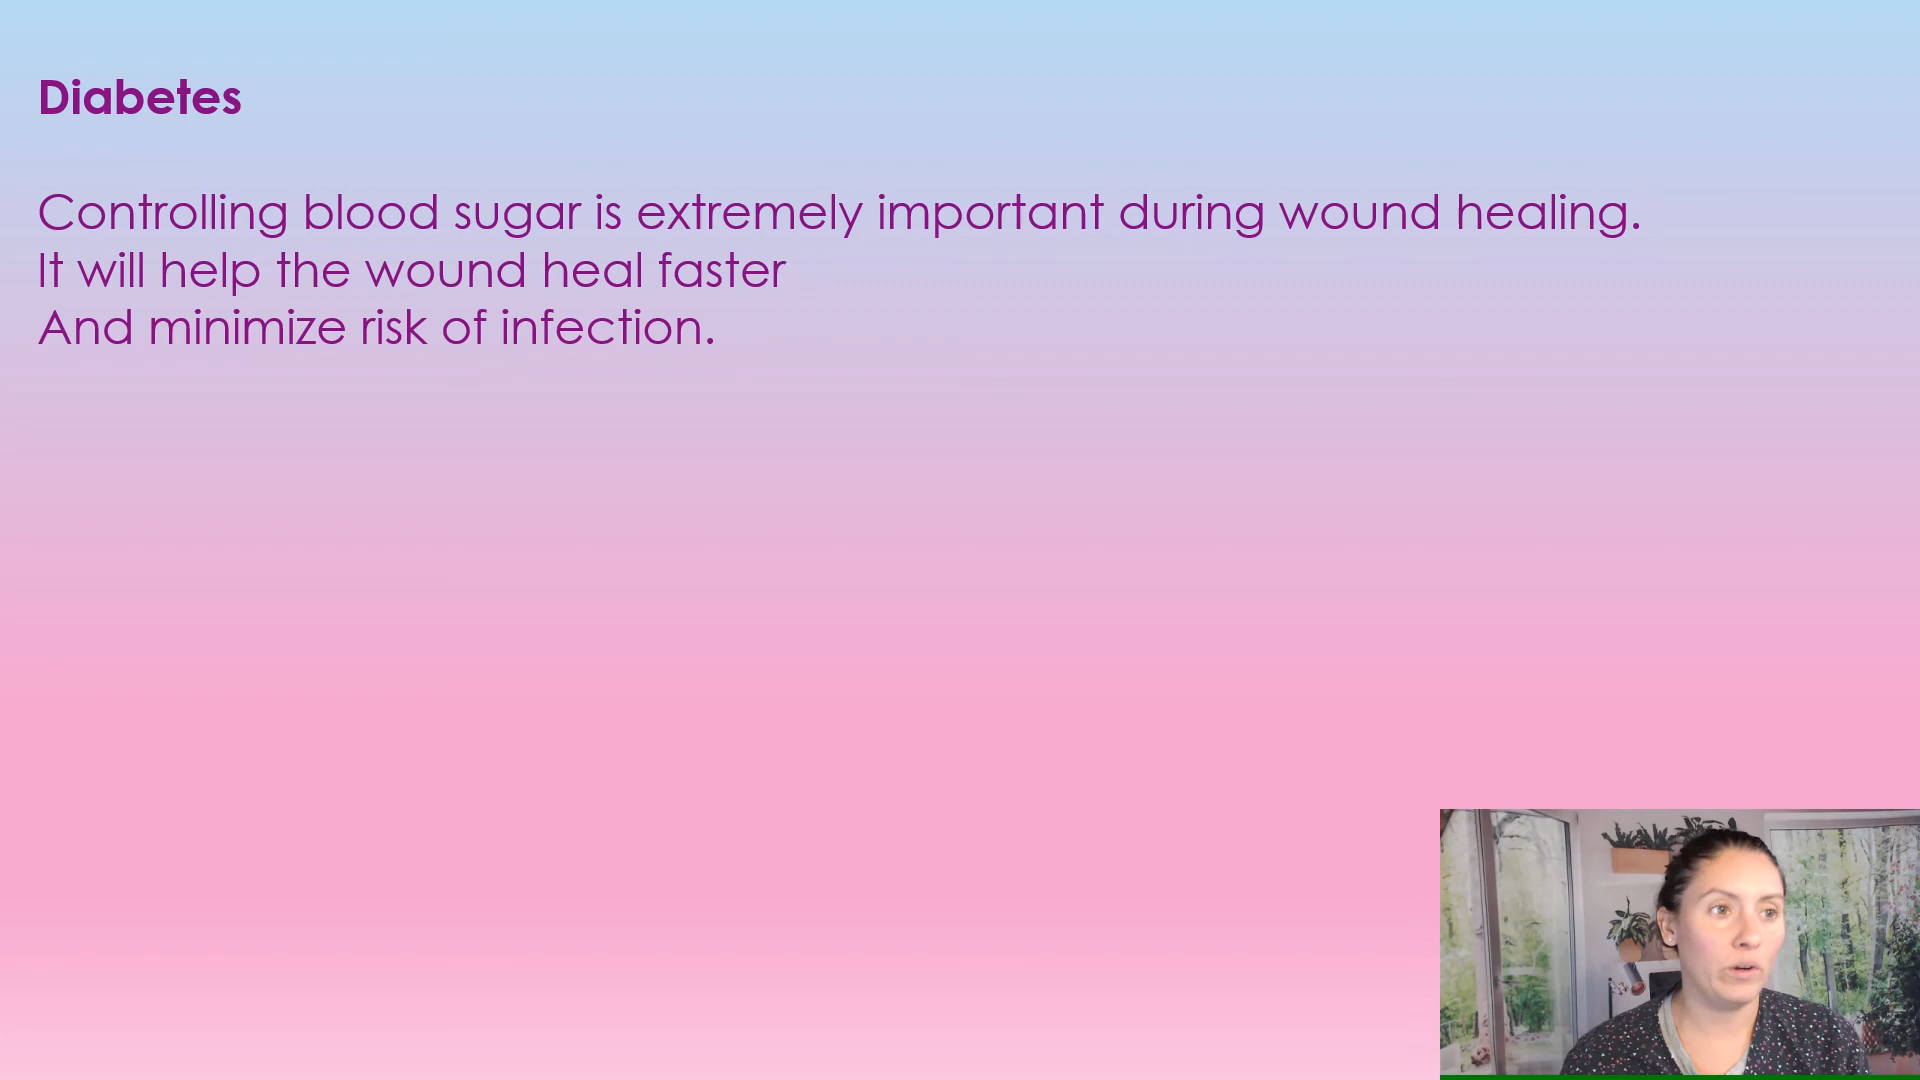 Diabetes
Controlling blood sugar is extremely important during wound healing.
It will help the wound heal faster
And minimize risk of infection.